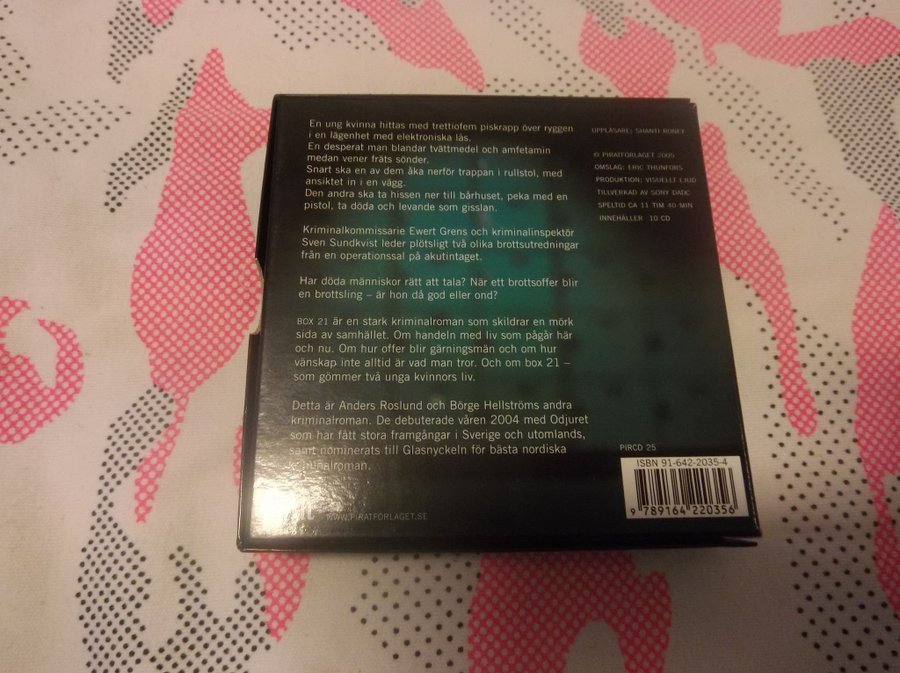 En ung kvinna hittas med trettiofem piskrapp över ryggen
i en lägenhet med elektroniska lås.
En desperat man blandar tvättmedel och amfetamin
medan vener fräts sönder.
Snart ska en av dem åka nerför trappan i rullstol, med
ansiktet in i en vägg.
Den andra ska ta hissen ner till bårhuset, peka med en
pistol, ta döda och levande som gisslan.
Kriminalkommissarie Ewert Grens och kriminalinspektör
Sven Sundkvist leder plötsligt två olika brottsutredningar
från en operationssal på akutintaget.
Har döda människor rätt att tala? När ett brottsoffer blir
en brottsling – är hon då god eller ond?
BOX 21 är en stark kriminalroman som skildrar en mörk
sida av samhället. Om handeln med liv som pågår här
och nu. Om hur offer blir gärningsmän och om hur
vänskap inte alltid är vad man tror. Och om box 21 –
som gömmer två unga kvinnors liv.
Detta är Anders Roslund och Börge Hellströms andra
kriminalroman. De debuterade våren 2004 med Odjuret
som har fått stora framgångar i Sverige och utomlands,
samt nominerats till Glasnyckeln för bästa nordiska
kriminalroman.
WWW.PIRATFORLAGET.SE
UPPLÄSARE: SHANTI RONEY
© PIRATFÖRLAGET 2005
OMSLAG: ERIC THUNFORS
PRODUKTION: VISUELLT LJUD
TILLVERKAD AV SONY DADC
SPELTID CA 11 TIM 40 MIN
INNEHÅLLER 10 CD
PIRCD 25
ISBN 91-642-2035-4
9 789164 220356